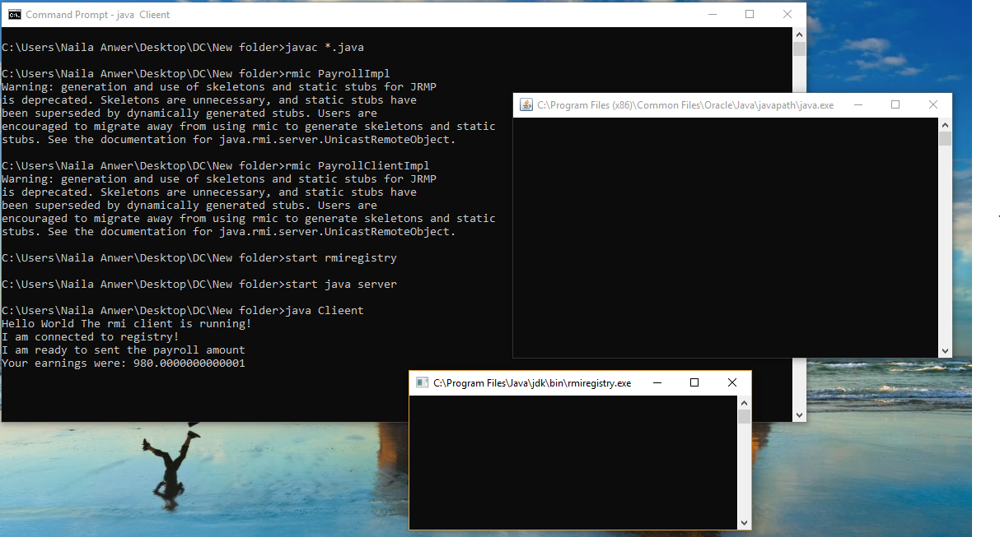 Command Prompt - java  Clieent
C:\Users\Naila Anwer\Desktop\DC\New folder>javac *.java
C:\Users\Naila Anwer\Desktop\DC\New folder>rmic PayrollImpl
Warning: generation and use of skeletons and static stubs for JRMP
is deprecated. Skeletons are unnecessary, and static stubs have
been superseded by dynamically generated stubs. Users are
encouraged to migrate away from using rmic to generate skeletons and static
stubs. See the documentation for java.rmi.server.UnicastRemoteObject.
C:\Users\Naila Anwer\Desktop\DC\New folder>rmic PayrollClientImpl
Warning: generation and use of skeletons and static stubs for JRMP
is deprecated. Skeletons are unnecessary, and static stubs have
been superseded by dynamically generated stubs. Users are
encouraged to migrate away from using rmic to generate skeletons and static
stubs. See the documentation for java.rmi.server.UnicastRemoteObject.
C:\Users\Naila Anwer\Desktop\DC\New folder>start rmiregistry
C:\Users\Naila Anwer\Desktop\DC\New folder>start java server
C:\Users\Naila Anwer\Desktop\DC\New folder>java Clieent
Hello World The rmi client is running!
I am connected to registry!
I am ready to sent the payroll amount
Your earnings were: 980.0000000000001
C:\Program Files (x86)\Common Files\Oracle\Java\javapath\java.exe
C:\Program Files\Java\jdk\bin\rmiregistry.exe